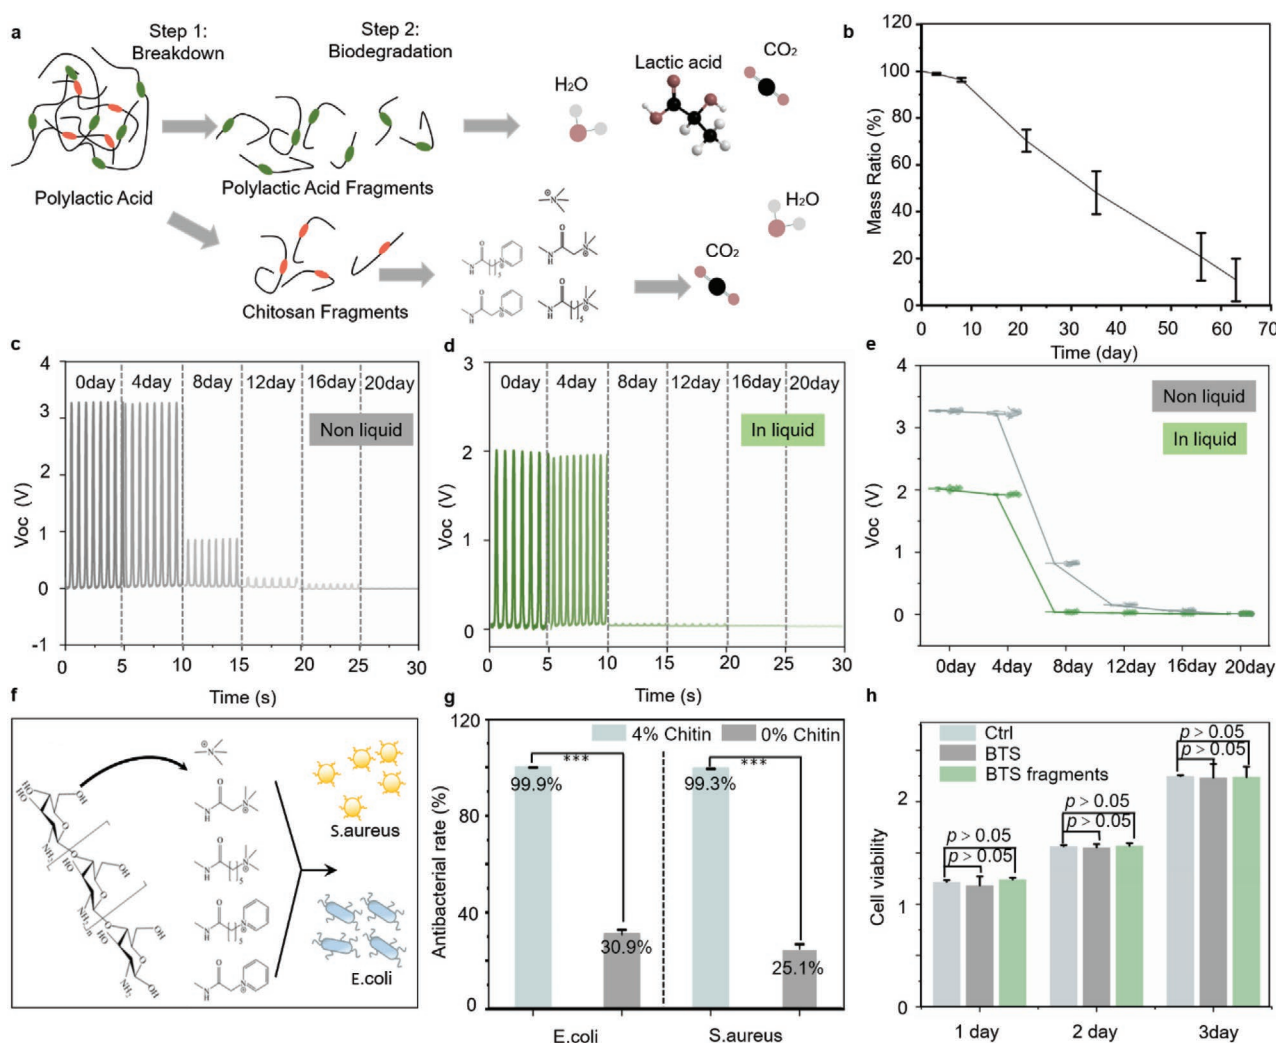 a
Step 1:
Breakdown
Step 2:
Biodegradation
H2O
Lactic acid
CO2
Polylactic Acid
Polylactic Acid Fragments
Chitosan Fragments
CO2
H2O
b
Mass Ratio (%)
120
100
80
60
40
20
0
0 10 20 30 40 50 60 70
Time (day)
c
Voc (V)
4
3
2
1
0
-1
0day 4day 8day 12day 16day 20day
Non liquid
0 5 10 15 20 25 30
Time (s)
d
Voc (V)
3
2
1
0
0day 4day 8day 12day 16day 20day
In liquid
0 5 10 15 20 25 30
Time (s)
e
Voc (V)
4
3
2
1
0
Non liquid
In liquid
0day 4day 8day 12day 16day 20day
f
S.aureus
E.coli
g
Antibacterial rate (%)
120
80
40
0
4% Chitin 0% Chitin
*** ***
99.9% 99.3%
30.9% 25.1%
E.coli S.aureus
h
Cell viability
2
1
0
Ctrl
BTS
BTS fragments
p > 0.05
p > 0.05
p > 0.05
p > 0.05
p > 0.05
p > 0.05
1 day 2 day 3day